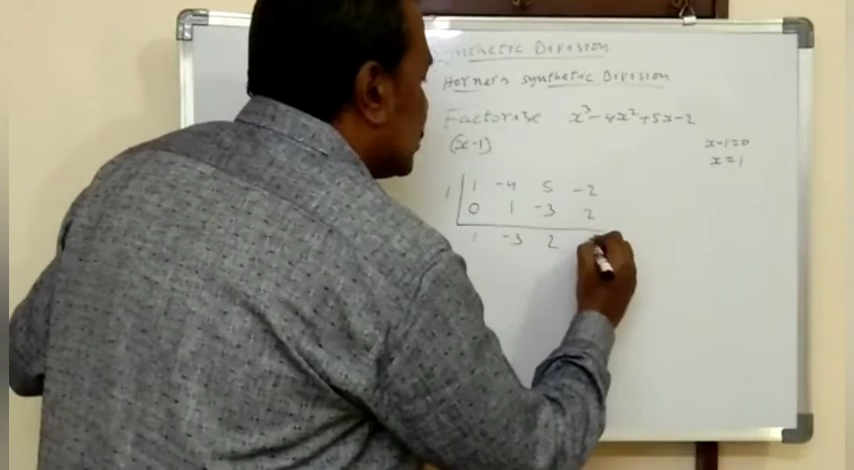 Synthetic Division
Horners synthetic Division
Factorise x³-4x²+5x-2
(x-1)
x-1=0
x=1
1 1 -4 5 -2
0 1 -3 2
1 -3 2